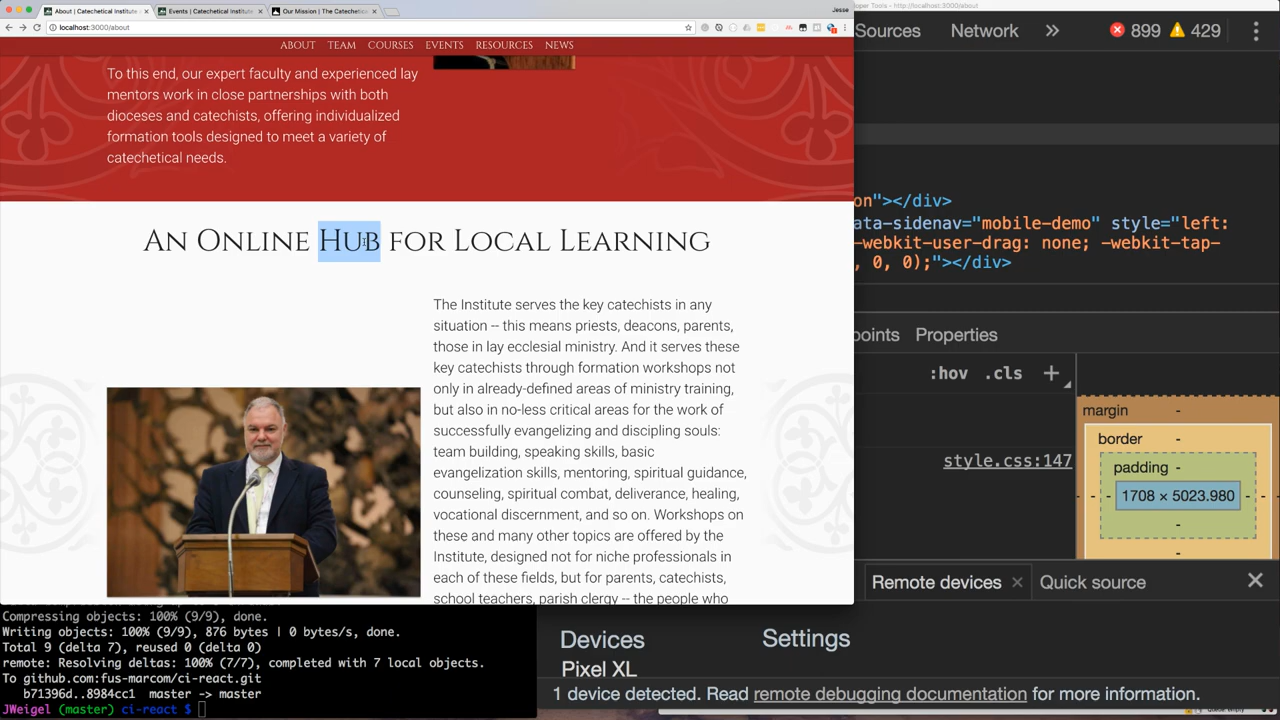 About | Catechetical Institute
Events | Catechetical Institute
Our Mission | The Catechetic
Jesse
oper Tools - http://localhost:3000/about
localhost:3000/about
Sources
Network
899
429
ABOUT TEAM COURSES EVENTS RESOURCES NEWS
To this end, our expert faculty and experienced lay
mentors work in close partnerships with both
dioceses and catechists, offering individualized
formation tools designed to meet a variety of
catechetical needs.
on"></div>
ata-sidenav="mobile-demo" style="left:
-webkit-user-drag: none; -webkit-tap-
, 0, 0);"></div>
An Online Hub for Local Learning
The Institute serves the key catechists in any
situation -- this means priests, deacons, parents,
those in lay ecclesial ministry. And it serves these
key catechists through formation workshops not
only in already-defined areas of ministry training,
but also in no-less critical areas for the work of
successfully evangelizing and discipling souls:
team building, speaking skills, basic
evangelization skills, mentoring, spiritual guidance,
counseling, spiritual combat, deliverance, healing,
vocational discernment, and so on. Workshops on
these and many other topics are offered by the
Institute, designed not for niche professionals in
each of these fields, but for parents, catechists,
school teachers, parish clergy -- the people who
points
Properties
:hov .cls +
style.css:147
margin -
border -
padding -
- - - 1708 × 5023.980 - - -
-
-
Remote devices
Quick source
Devices
Settings
Pixel XL
1 device detected. Read remote debugging documentation for more information.
Compressing objects: 100% (9/9), done.
Writing objects: 100% (9/9), 876 bytes | 0 bytes/s, done.
Total 9 (delta 7), reused 0 (delta 0)
remote: Resolving deltas: 100% (7/7), completed with 7 local objects.
To github.com:fus-marcom/ci-react.git
b71396d..8984cc1 master -> master
JWeigel (master) ci-react $